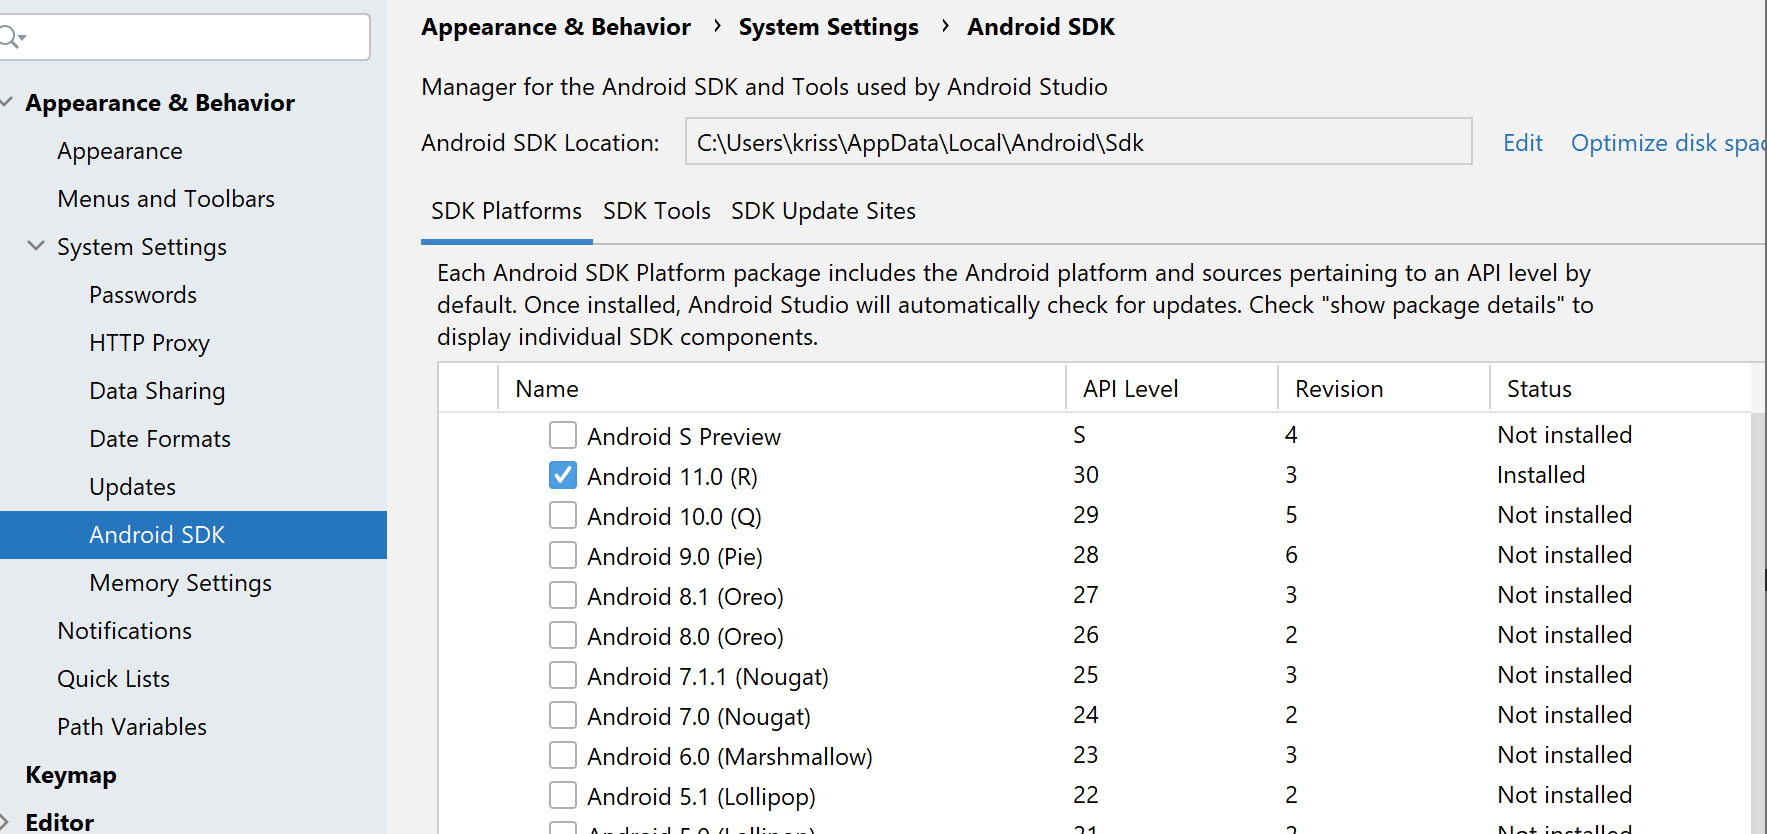 Appearance & Behavior
Appearance
Menus and Toolbars
System Settings
Passwords
HTTP Proxy
Data Sharing
Date Formats
Updates
Android SDK
Memory Settings
Notifications
Quick Lists
Path Variables
Keymap
Editor
Appearance & Behavior › System Settings › Android SDK
Manager for the Android SDK and Tools used by Android Studio
Android SDK Location: C:\Users\kriss\AppData\Local\Android\Sdk Edit Optimize disk spac
SDK Platforms SDK Tools SDK Update Sites
Each Android SDK Platform package includes the Android platform and sources pertaining to an API level by
default. Once installed, Android Studio will automatically check for updates. Check "show package details" to
display individual SDK components.
Name API Level Revision Status
Android S Preview S 4 Not installed
Android 11.0 (R) 30 3 Installed
Android 10.0 (Q) 29 5 Not installed
Android 9.0 (Pie) 28 6 Not installed
Android 8.1 (Oreo) 27 3 Not installed
Android 8.0 (Oreo) 26 2 Not installed
Android 7.1.1 (Nougat) 25 3 Not installed
Android 7.0 (Nougat) 24 2 Not installed
Android 6.0 (Marshmallow) 23 3 Not installed
Android 5.1 (Lollipop) 22 2 Not installed
Android 5.0 (Lollipop) 21 2 Not installed